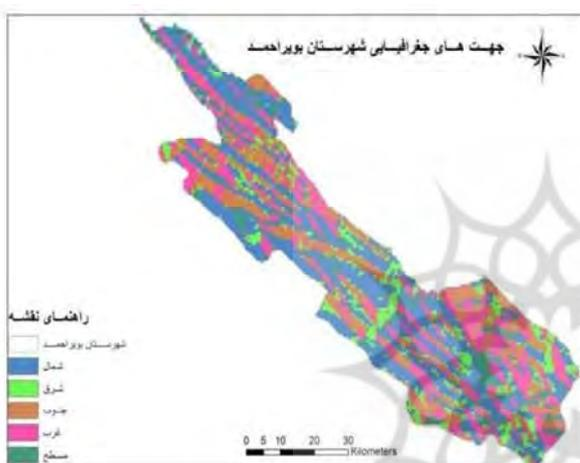 جهت های جغرافیایی شهرستان بویراحمد
راهنمای نقشه
شهرستان بویراحمد
شمال
شرق
جنوب
غرب
مسطح
0 5 10 20 30
Kilometers